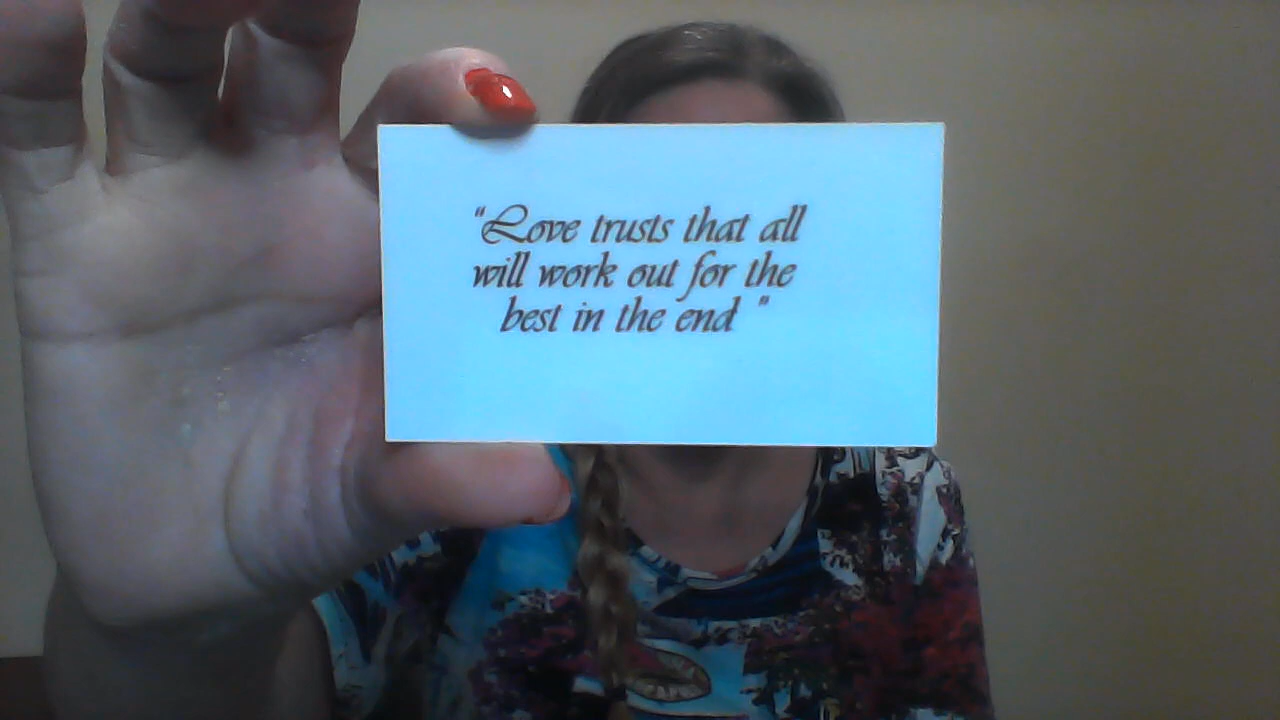 "Love trusts that all
will work out for the
best in the end "